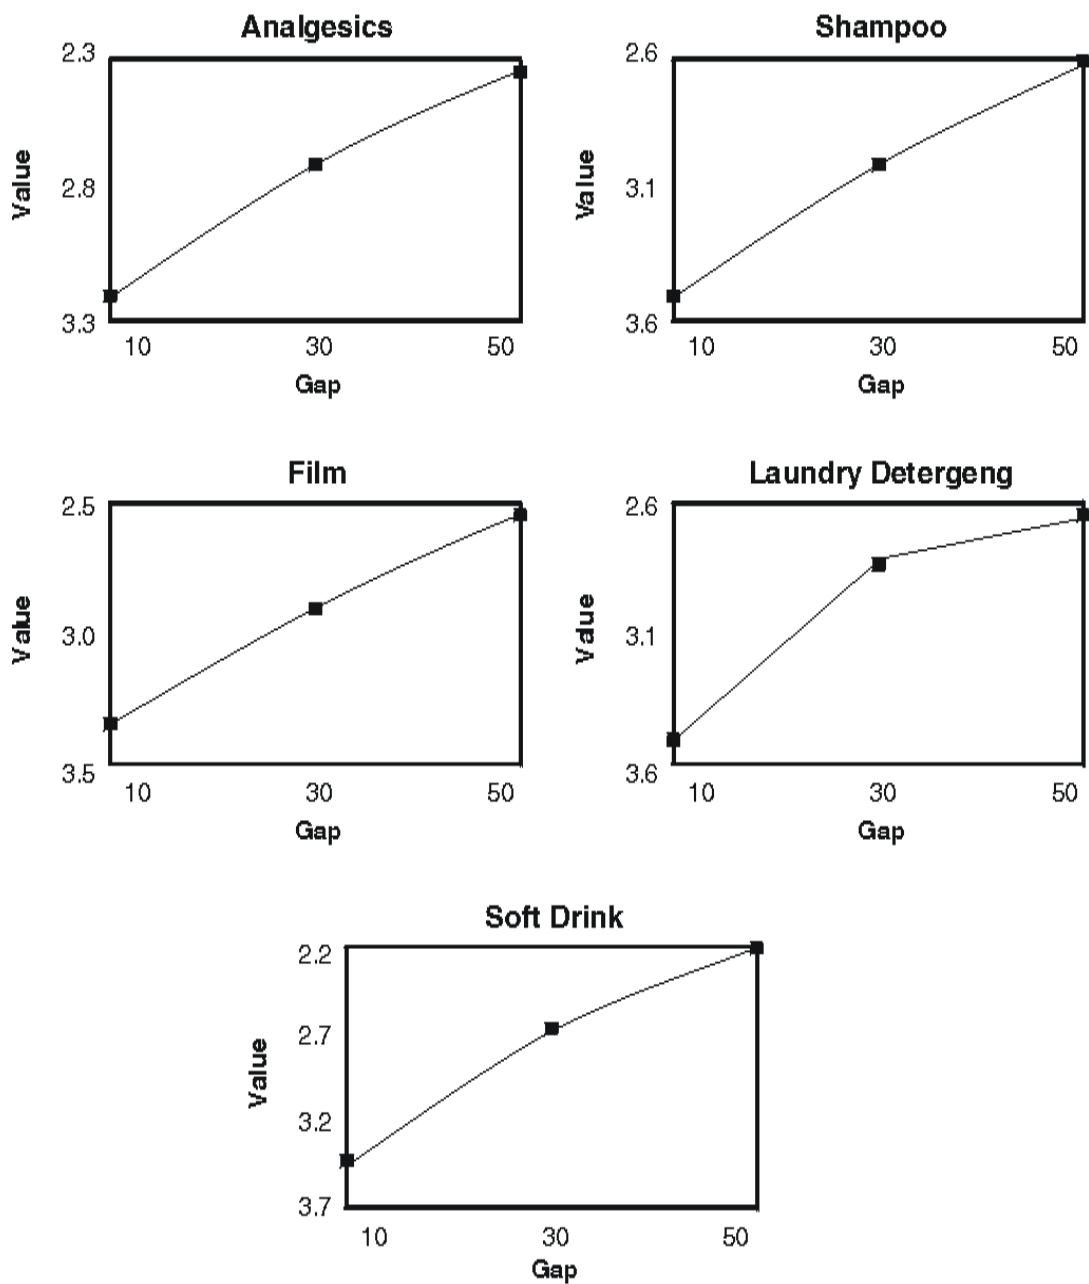 Analgesics
2.3
2.8
3.3
Value
10 30 50
Gap
Shampoo
2.6
3.1
3.6
Value
10 30 50
Gap
Film
2.5
3.0
3.5
Value
10 30 50
Gap
Laundry Detergeng
2.6
3.1
3.6
Value
10 30 50
Gap
Soft Drink
2.2
2.7
3.2
3.7
Value
10 30 50
Gap